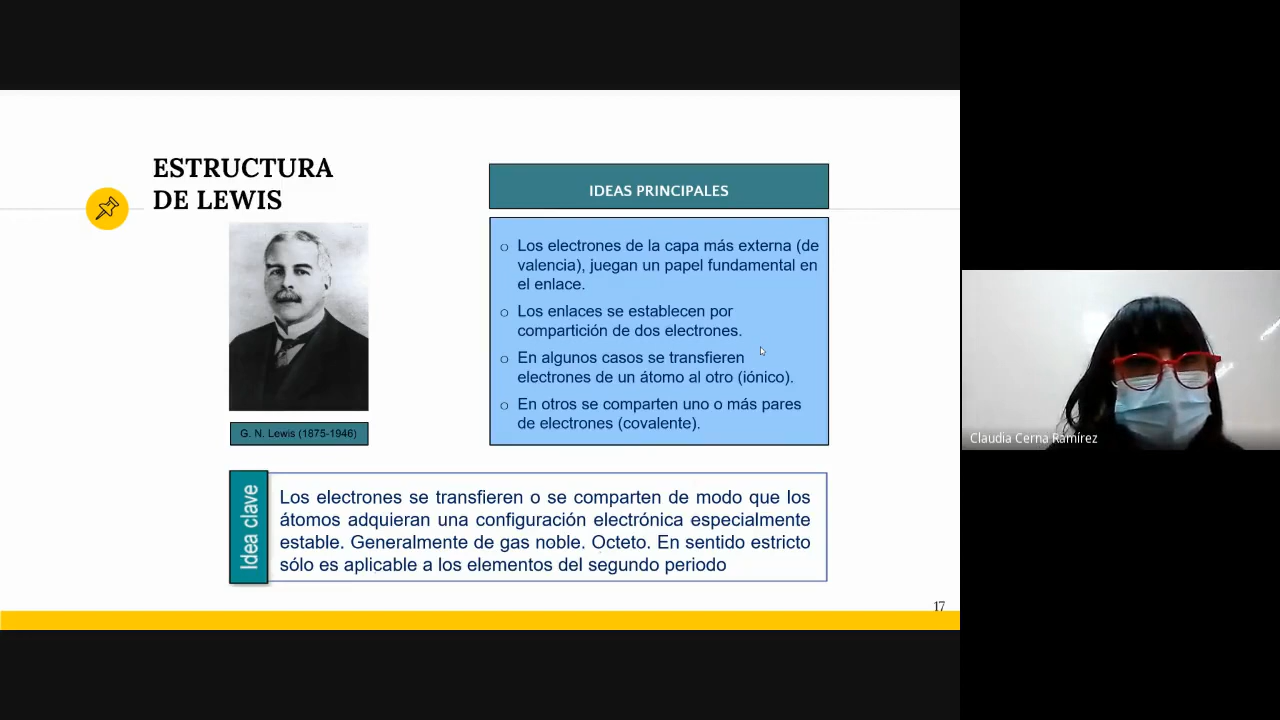 ESTRUCTURA
DE LEWIS
G. N. Lewis (1875-1946)
IDEAS PRINCIPALES
o Los electrones de la capa más externa (de
valencia), juegan un papel fundamental en
el enlace.
o Los enlaces se establecen por
compartición de dos electrones.
o En algunos casos se transfieren
electrones de un átomo al otro (iónico).
o En otros se comparten uno o más pares
de electrones (covalente).
Idea clave
Los electrones se transfieren o se comparten de modo que los
átomos adquieran una configuración electrónica especialmente
estable. Generalmente de gas noble. Octeto. En sentido estricto
sólo es aplicable a los elementos del segundo periodo
17
Claudia Cerna Ramírez